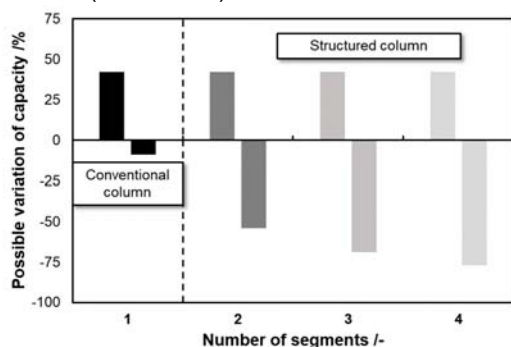 Possible variation of capacity /%
75
50
25
0
-25
-50
-75
-100
Structured column
Conventional
column
1
2
3
4
Number of segments /-